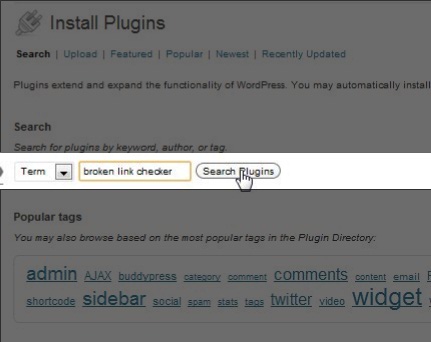 Install Plugins
Search | Upload | Featured | Popular | Newest | Recently Updated
Plugins extend and expand the functionality of WordPress. You may automatically install
Search
Search for plugins by keyword, author, or tag.
Term broken link checker Search Plugins
Popular tags
You may also browse based on the most popular tags in the Plugin Directory:
admin AJAX buddypress category comment comments content email
shortcode sidebar social spam stats tags twitter video widget